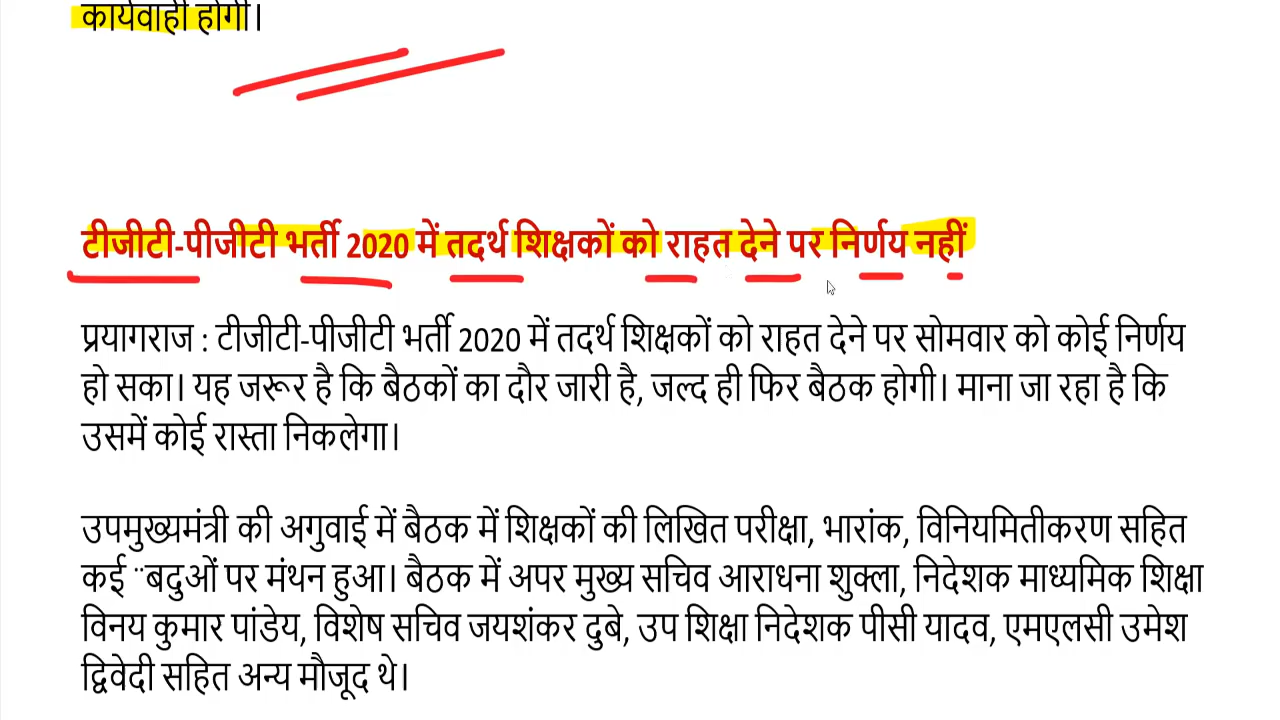 कार्यवाही होगी।
टीजीटी-पीजीटी भर्ती 2020 में तदर्थ शिक्षकों को राहत देने पर निर्णय नहीं
प्रयागराज : टीजीटी-पीजीटी भर्ती 2020 में तदर्थ शिक्षकों को राहत देने पर सोमवार को कोई निर्णय
हो सका। यह जरूर है कि बैठकों का दौर जारी है, जल्द ही फिर बैठक होगी। माना जा रहा है कि
उसमें कोई रास्ता निकलेगा।
उपमुख्यमंत्री की अगुवाई में बैठक में शिक्षकों की लिखित परीक्षा, भारांक, विनियमितीकरण सहित
कई ¨बदुओं पर मंथन हुआ। बैठक में अपर मुख्य सचिव आराधना शुक्ला, निदेशक माध्यमिक शिक्षा
विनय कुमार पांडेय, विशेष सचिव जयशंकर दुबे, उप शिक्षा निदेशक पीसी यादव, एमएलसी उमेश
द्विवेदी सहित अन्य मौजूद थे।